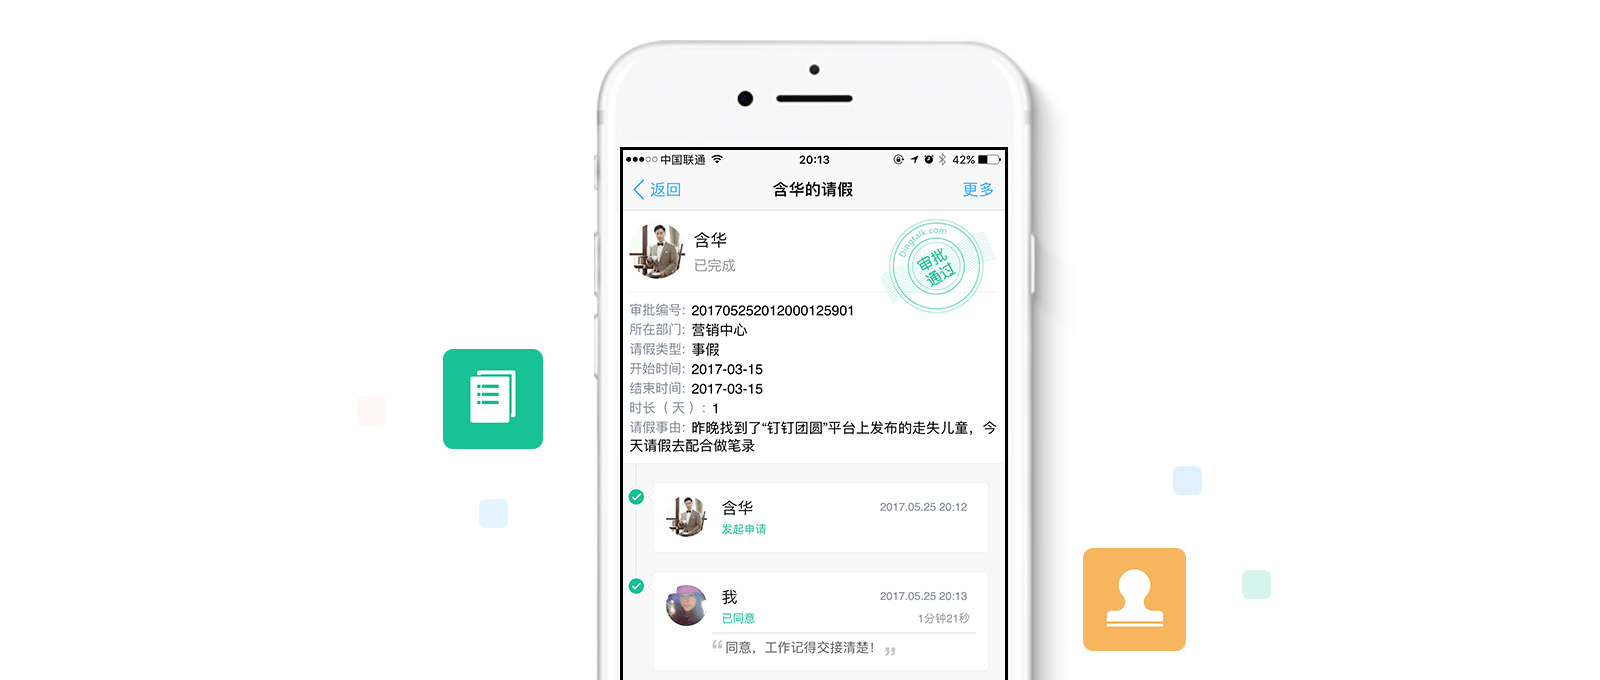 中国联通 20:13 42%
返回 含华的请假 更多
含华
已完成
Dingtalk.com
审批
通过
审批编号: 201705252012000125901
所在部门: 营销中心
请假类型: 事假
开始时间: 2017-03-15
结束时间: 2017-03-15
时长（天）: 1
请假事由: 昨晚找到了“钉钉团圆”平台上发布的走失儿童，今
天请假去配合做笔录
含华 2017.05.25 20:12
发起申请
我 2017.05.25 20:13
已同意 1分钟21秒
“ 同意，工作记得交接清楚！ ”